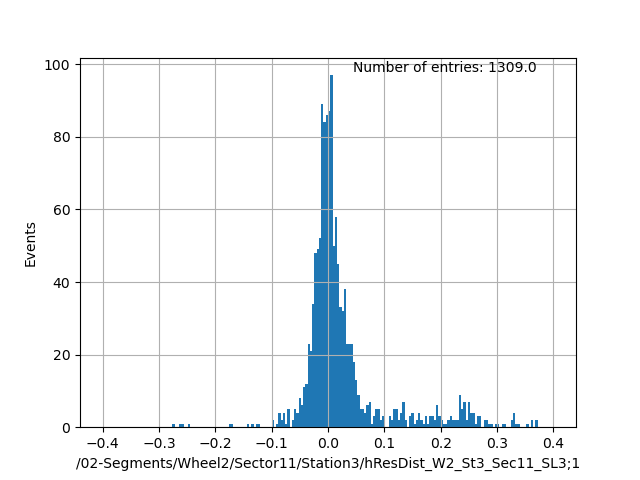 Number of entries: 1309.0
100
80
60
40
20
0
Events
−0.4 −0.3 −0.2 −0.1 0.0 0.1 0.2 0.3 0.4
/02-Segments/Wheel2/Sector11/Station3/hResDist_W2_St3_Sec11_SL3;1